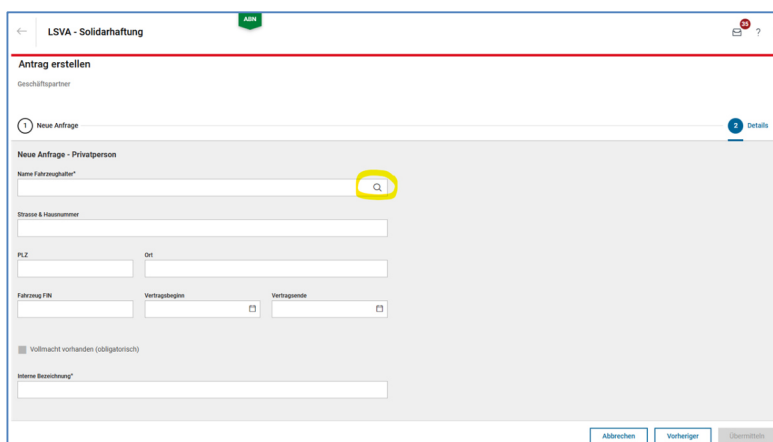 ABN
LSVA - Solidarhaftung
35
?
Antrag erstellen
Geschäftspartner
1 Neue Anfrage
2 Details
Neue Anfrage - Privatperson
Name Fahrzeughalter*
Strasse & Hausnummer
PLZ Ort
Fahrzeug FIN Vertragsbeginn Vertragsende
Vollmacht vorhanden (obligatorisch)
Interne Bezeichnung*
Abbrechen Vorheriger Übermitteln